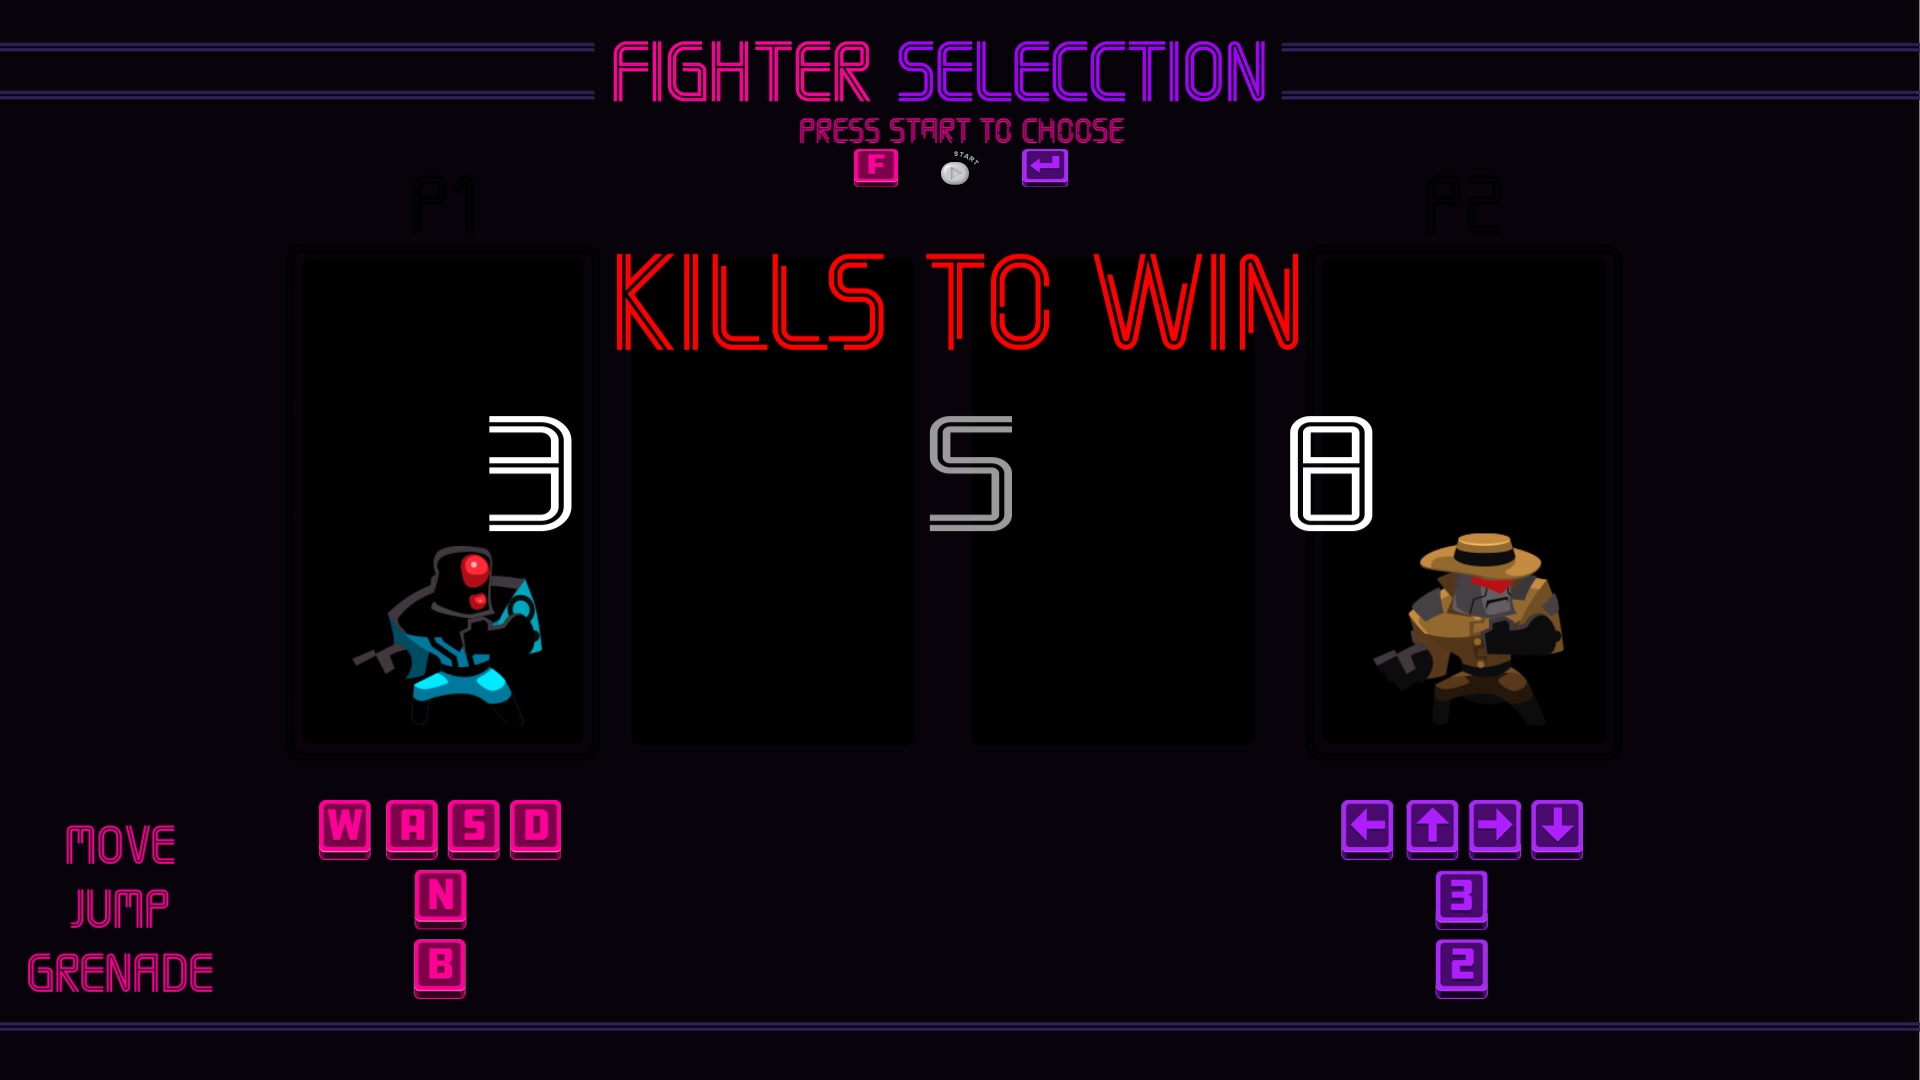 FIGHTER SELECCTION
PRESS START TO CHOOSE
F START
P1 P2
KILLS TO WIN
3 5 8
W A S D
MOVE
N 3
JUMP
B 2
GRENADE